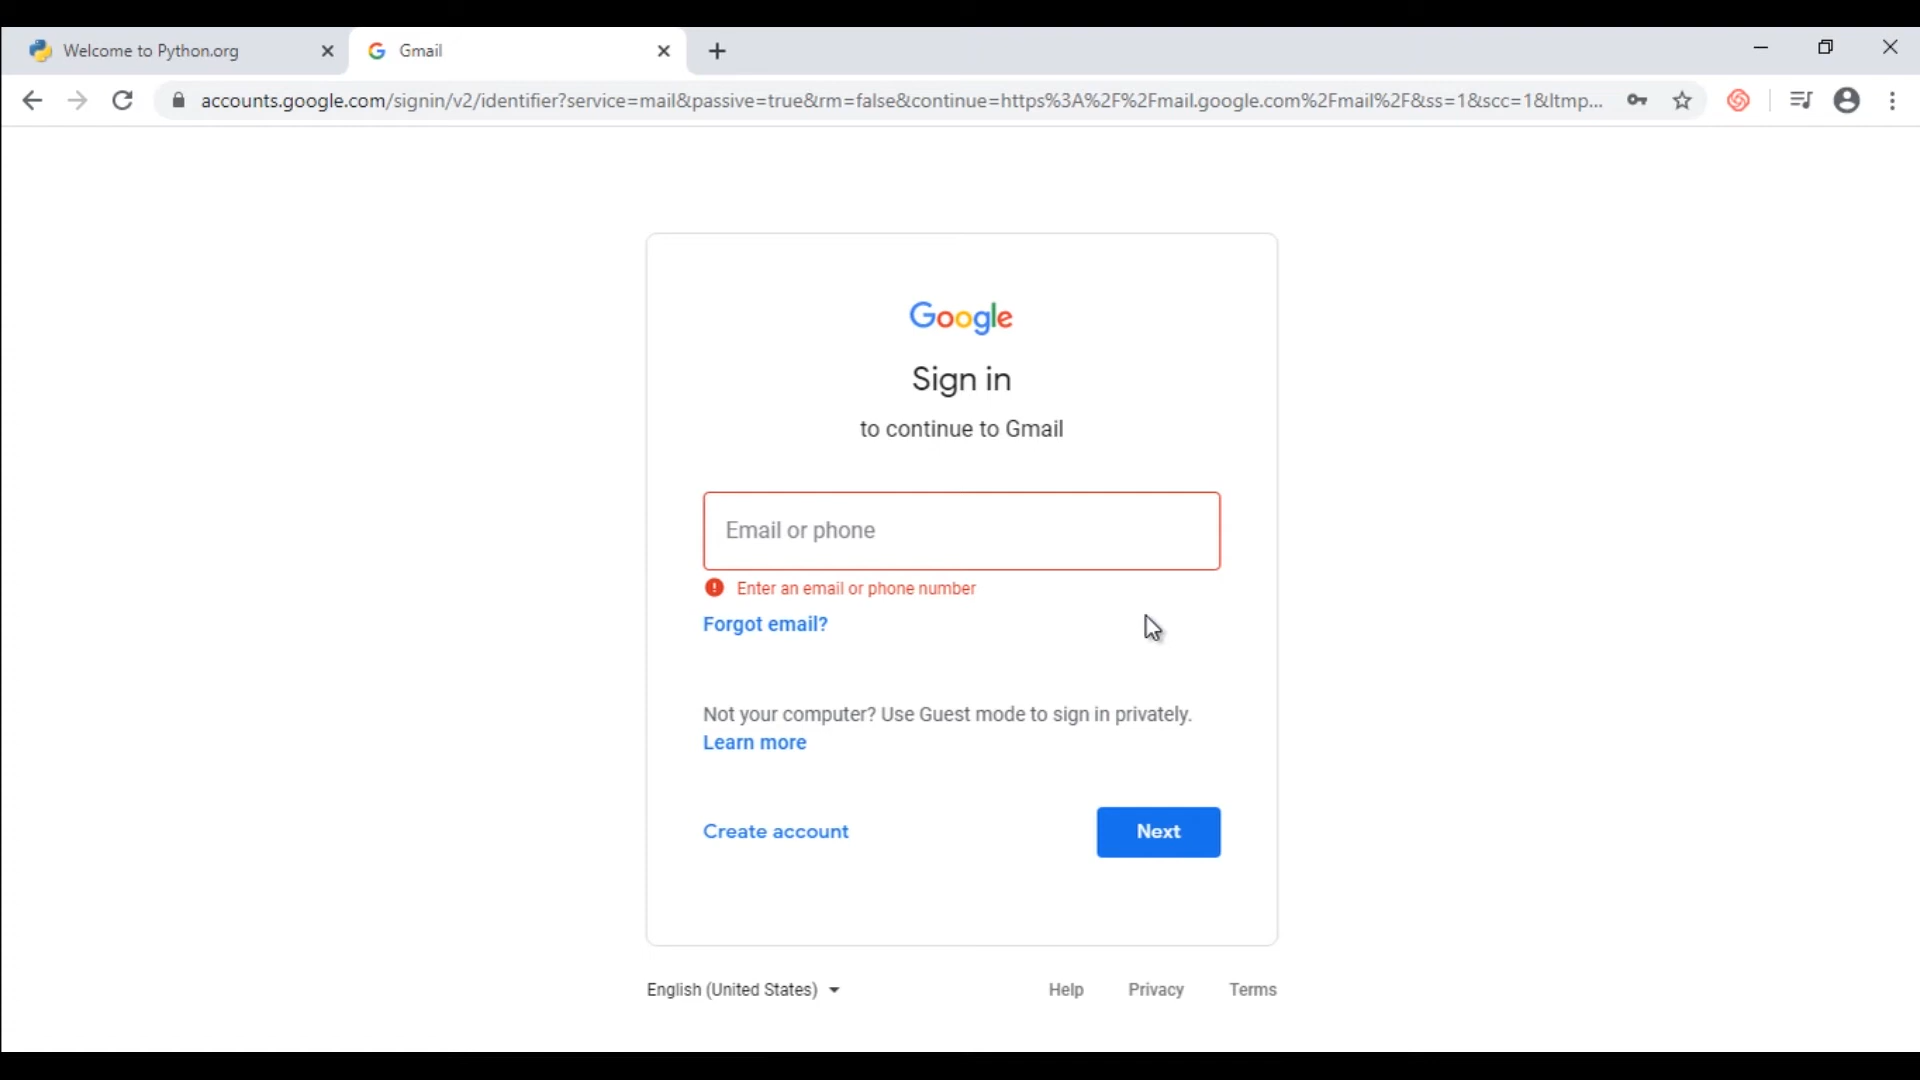 Welcome to Python.org
Gmail
accounts.google.com/signin/v2/identifier?service=mail&passive=true&rm=false&continue=https%3A%2F%2Fmail.google.com%2Fmail%2F&ss=1&scc=1&ltmp...
Google
Sign in
to continue to Gmail
Email or phone
Enter an email or phone number
Forgot email?
Not your computer? Use Guest mode to sign in privately.
Learn more
Create account
Next
English (United States)
Help
Privacy
Terms